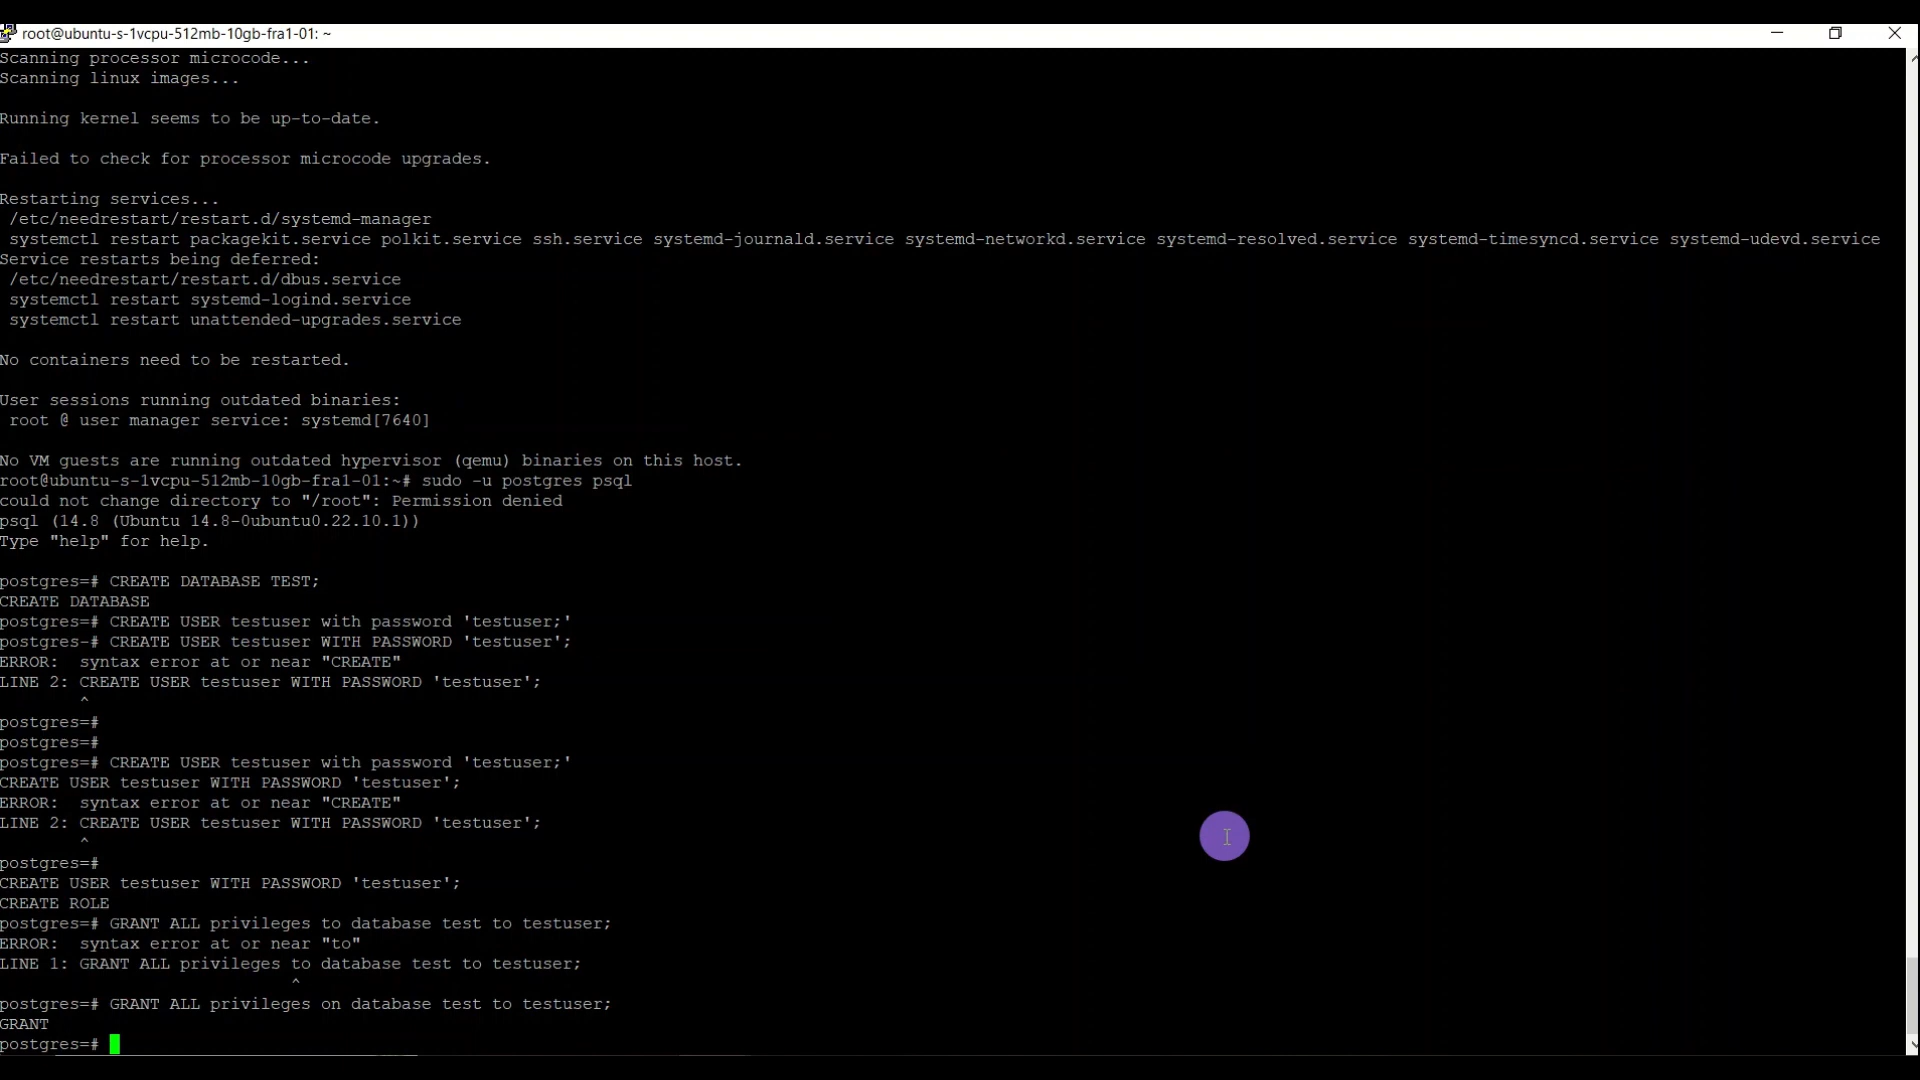 root@ubuntu-s-1vcpu-512mb-10gb-fra1-01: ~
Scanning processor microcode...
Scanning linux images...
Running kernel seems to be up-to-date.
Failed to check for processor microcode upgrades.
Restarting services...
/etc/needrestart/restart.d/systemd-manager
systemctl restart packagekit.service polkit.service ssh.service systemd-journald.service systemd-networkd.service systemd-resolved.service systemd-timesyncd.service systemd-udevd.service
Service restarts being deferred:
/etc/needrestart/restart.d/dbus.service
systemctl restart systemd-logind.service
systemctl restart unattended-upgrades.service
No containers need to be restarted.
User sessions running outdated binaries:
root @ user manager service: systemd[7640]
No VM guests are running outdated hypervisor (qemu) binaries on this host.
root@ubuntu-s-1vcpu-512mb-10gb-fra1-01:~# sudo -u postgres psql
could not change directory to "/root": Permission denied
psql (14.8 (Ubuntu 14.8-0ubuntu0.22.10.1))
Type "help" for help.
postgres=# CREATE DATABASE TEST;
CREATE DATABASE
postgres=# CREATE USER testuser with password 'testuser;'
postgres-# CREATE USER testuser WITH PASSWORD 'testuser';
ERROR:  syntax error at or near "CREATE"
LINE 2: CREATE USER testuser WITH PASSWORD 'testuser';
^
postgres=#
postgres=#
postgres=# CREATE USER testuser with password 'testuser;'
CREATE USER testuser WITH PASSWORD 'testuser';
ERROR:  syntax error at or near "CREATE"
LINE 2: CREATE USER testuser WITH PASSWORD 'testuser';
^
postgres=#
CREATE USER testuser WITH PASSWORD 'testuser';
CREATE ROLE
postgres=# GRANT ALL privileges to database test to testuser;
ERROR:  syntax error at or near "to"
LINE 1: GRANT ALL privileges to database test to testuser;
^
postgres=# GRANT ALL privileges on database test to testuser;
GRANT
postgres=#